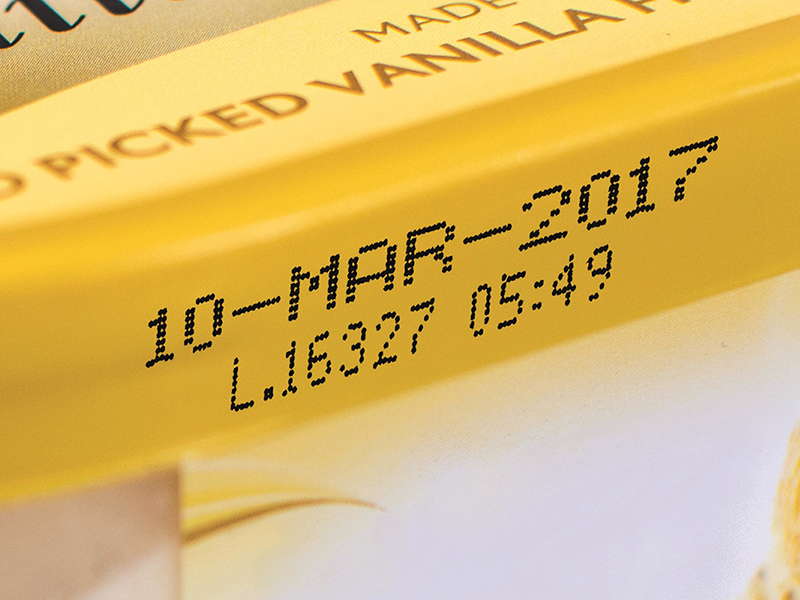 MADE
PICKED VANILLA
10-MAR-2017
L.16327 05:49